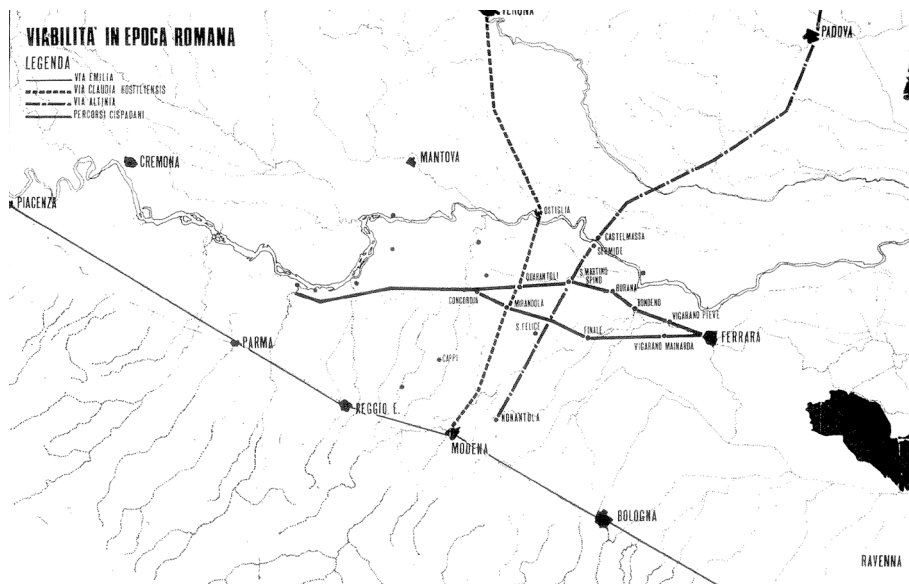 VERONA
VIABILITA' IN EPOCA ROMANA
PADOVA
LEGENDA
VIA EMILIA
VIA CLAUDIA HOSTILIENSIS
VIA ALTINIA
PERCORSI CISPADANI
CREMONA
MANTOVA
PIACENZA
OSTIGLIA
CASTELMASSA
SERMIDE
QUARANTOLI
S.MARTINO
SPINO
BURANA
CONCORDIA
MIRANDOLA
BONDENO
VIGARANO PIEVE
S.FELICE
FINALE
FERRARA
PARMA
VIGARANO MAINARDA
CARPI
REGGIO E.
NONANTOLA
MODENA
BOLOGNA
RAVENNA